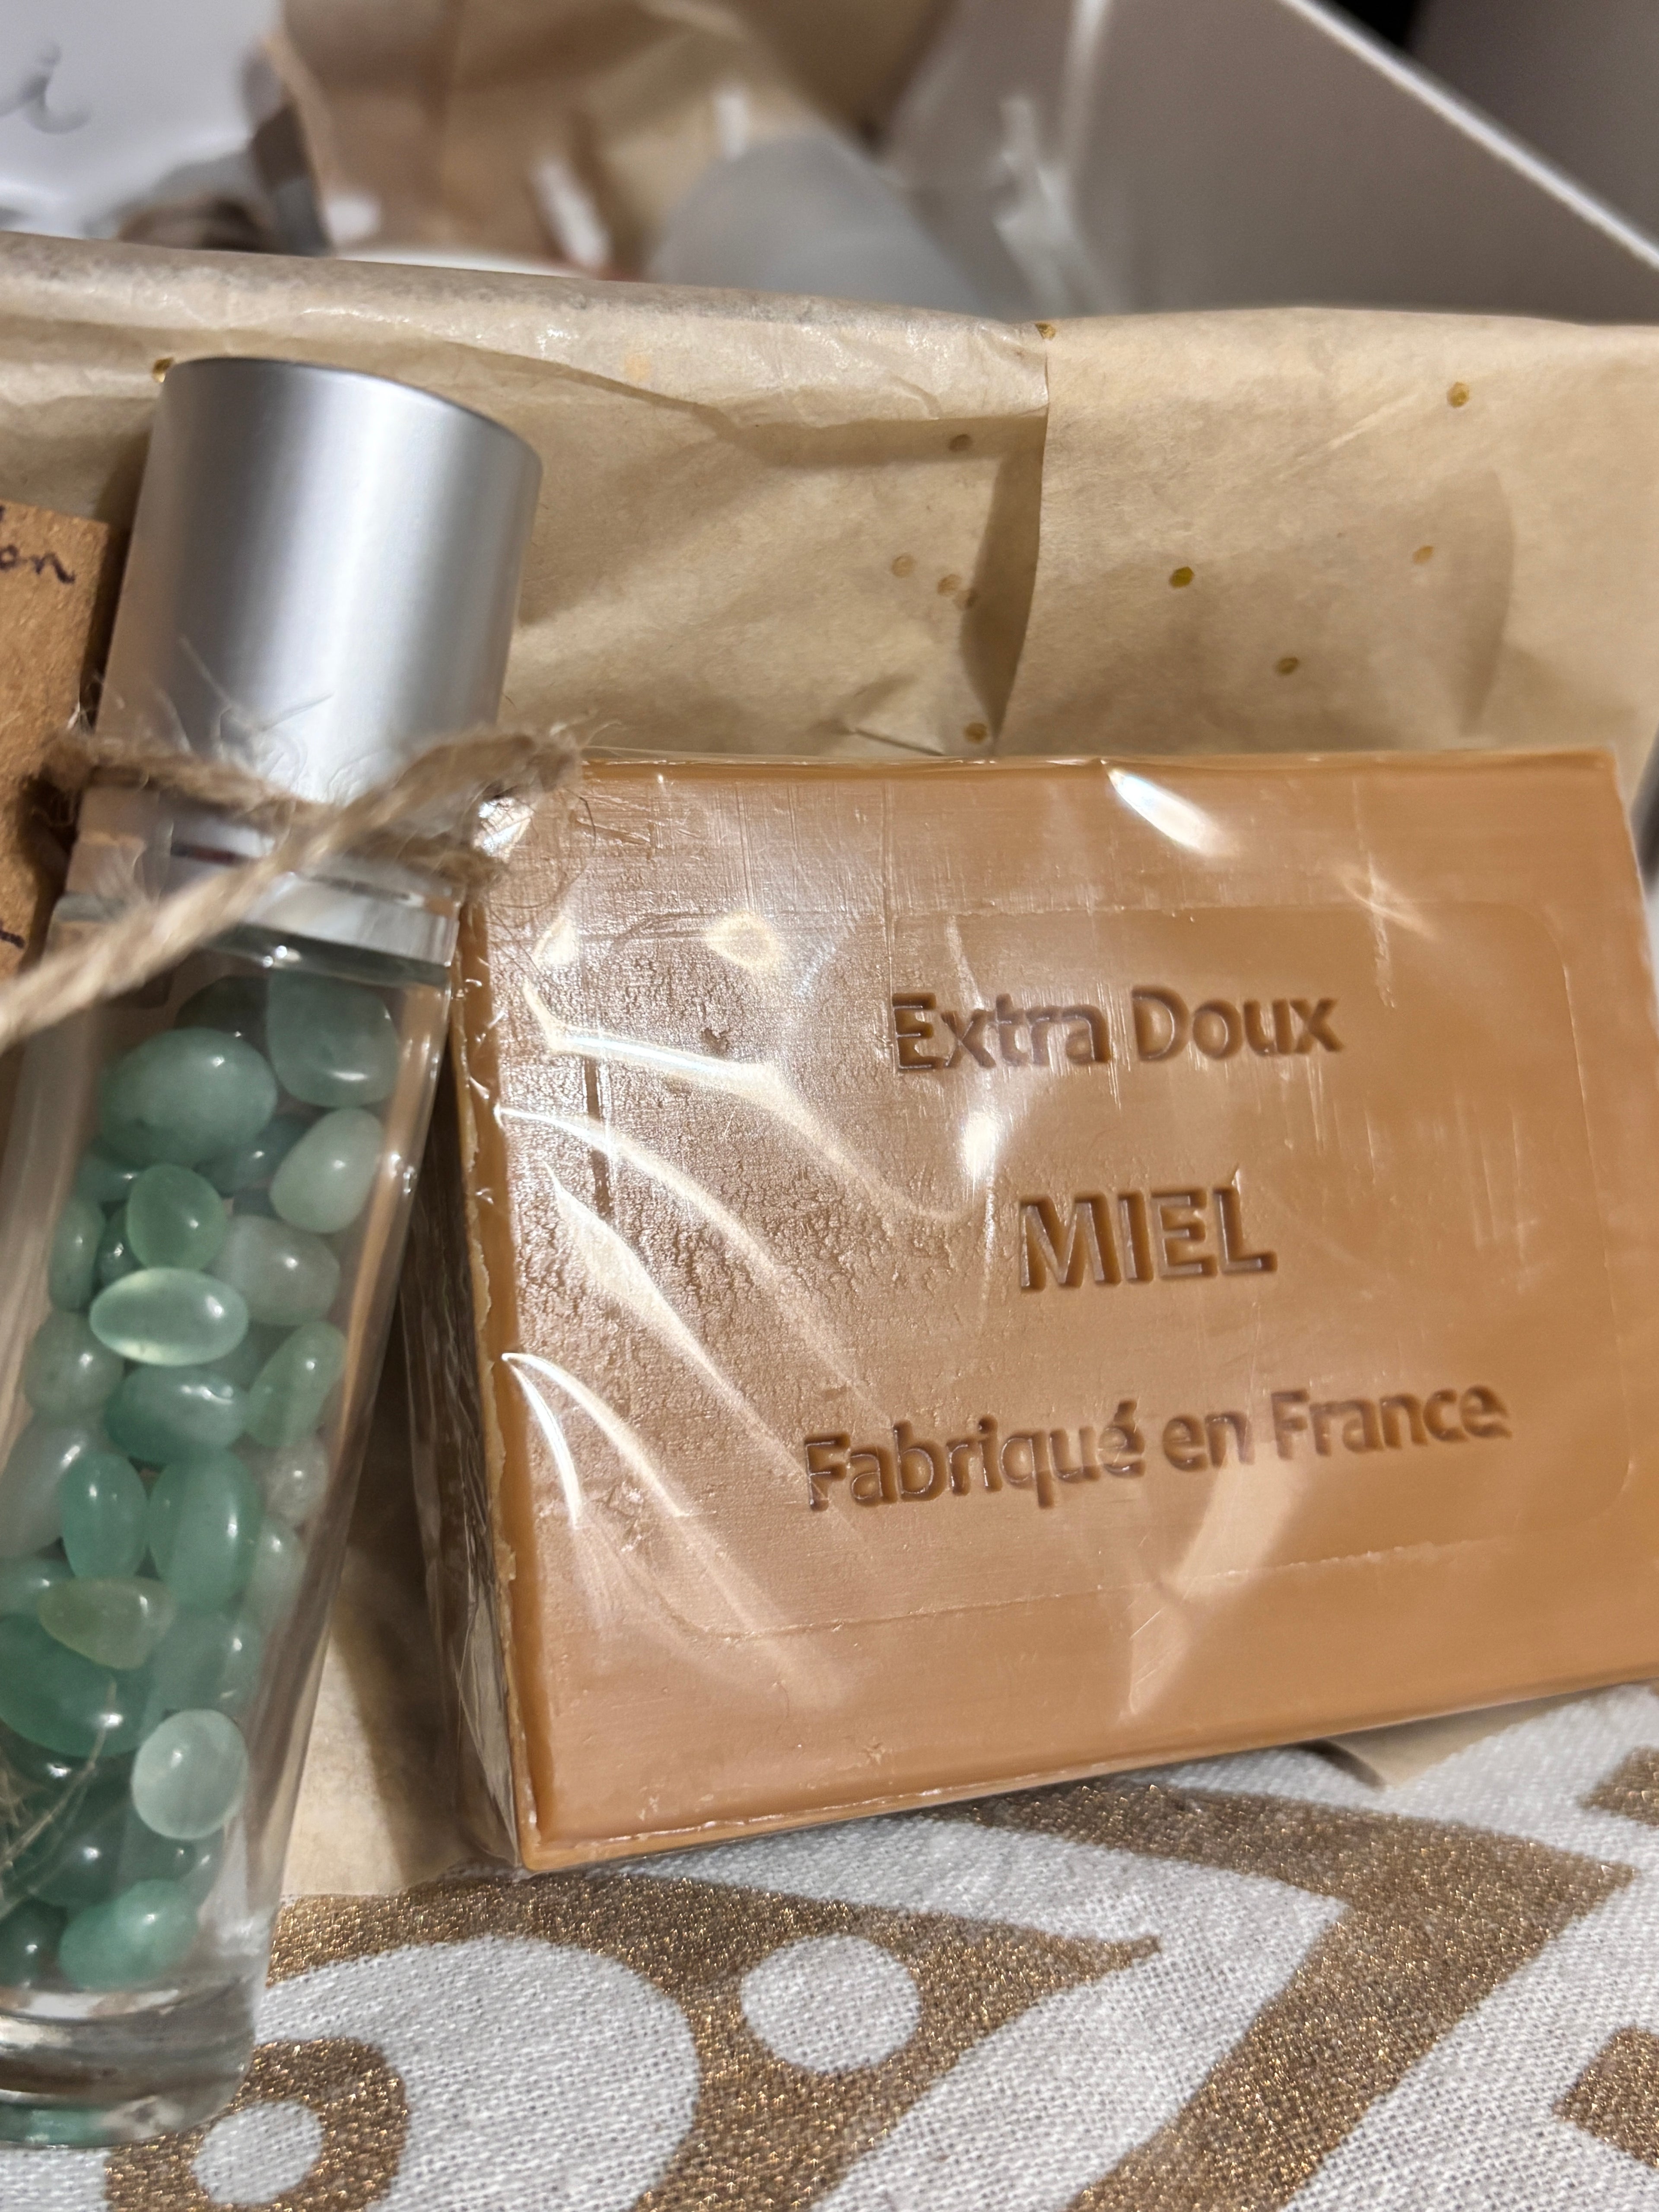 Extra Doux
MIEL
Fabriqué en France